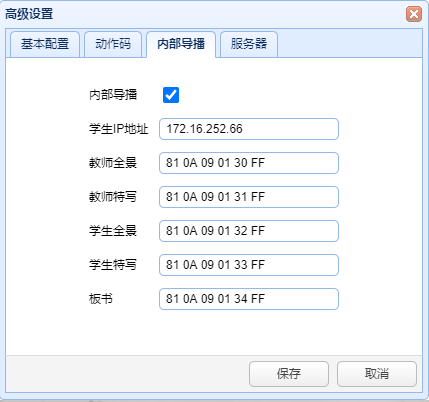 高级设置
基本配置 动作码 内部导播 服务器
内部导播
学生IP地址 172.16.252.66
教师全景 81 0A 09 01 30 FF
教师特写 81 0A 09 01 31 FF
学生全景 81 0A 09 01 32 FF
学生特写 81 0A 09 01 33 FF
板书 81 0A 09 01 34 FF
保存 取消